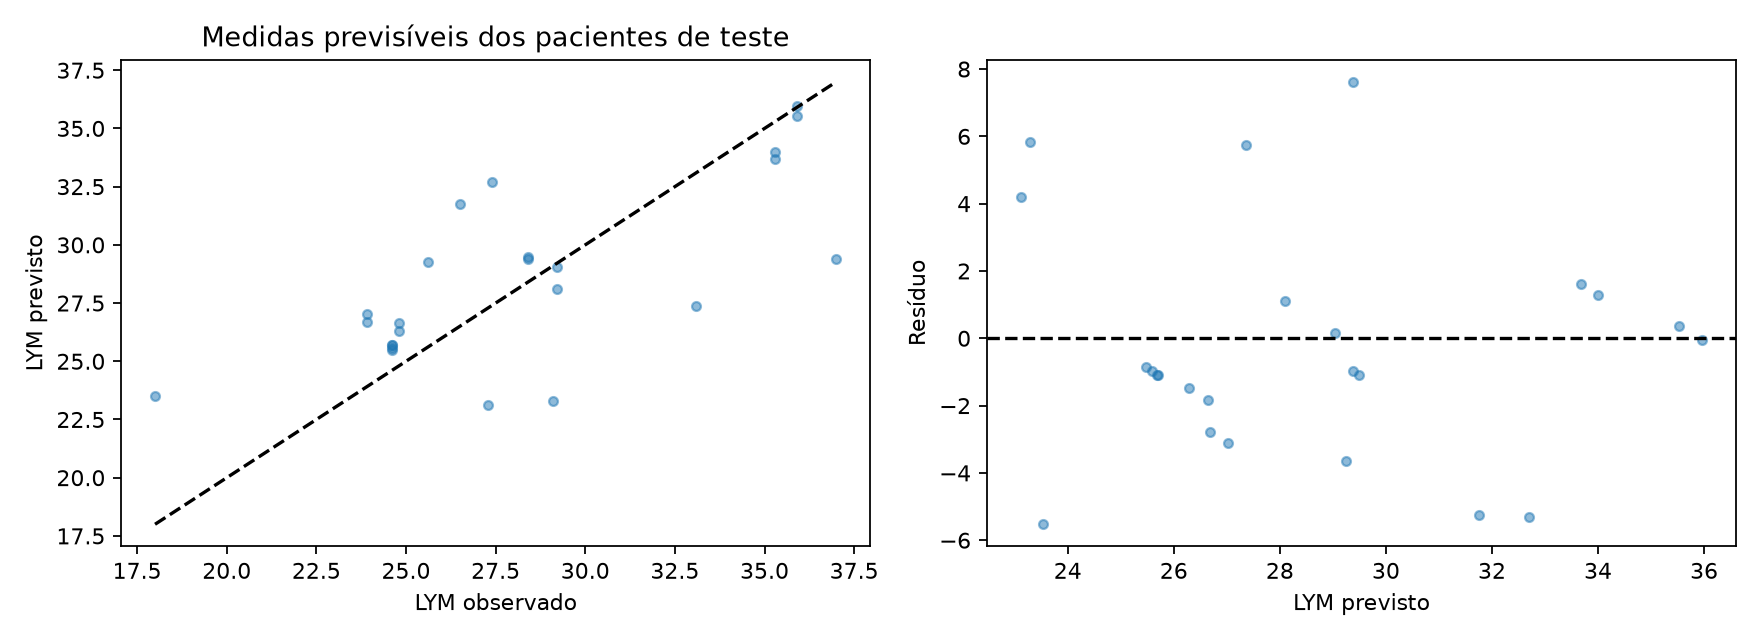 Medidas previsíveis dos pacientes de teste
37.5
35.0
32.5
30.0
27.5
25.0
22.5
20.0
17.5
LYM previsto
17.5 20.0 22.5 25.0 27.5 30.0 32.5 35.0 37.5
LYM observado
8
6
4
2
0
−2
−4
−6
Resíduo
24 26 28 30 32 34 36
LYM previsto